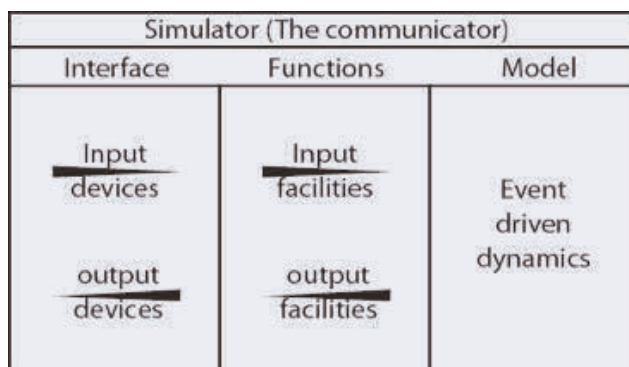 Simulator (The communicator)
Interface Functions Model
Input
devices
Input
facilities
Event
driven
dynamics
output
devices
output
facilities